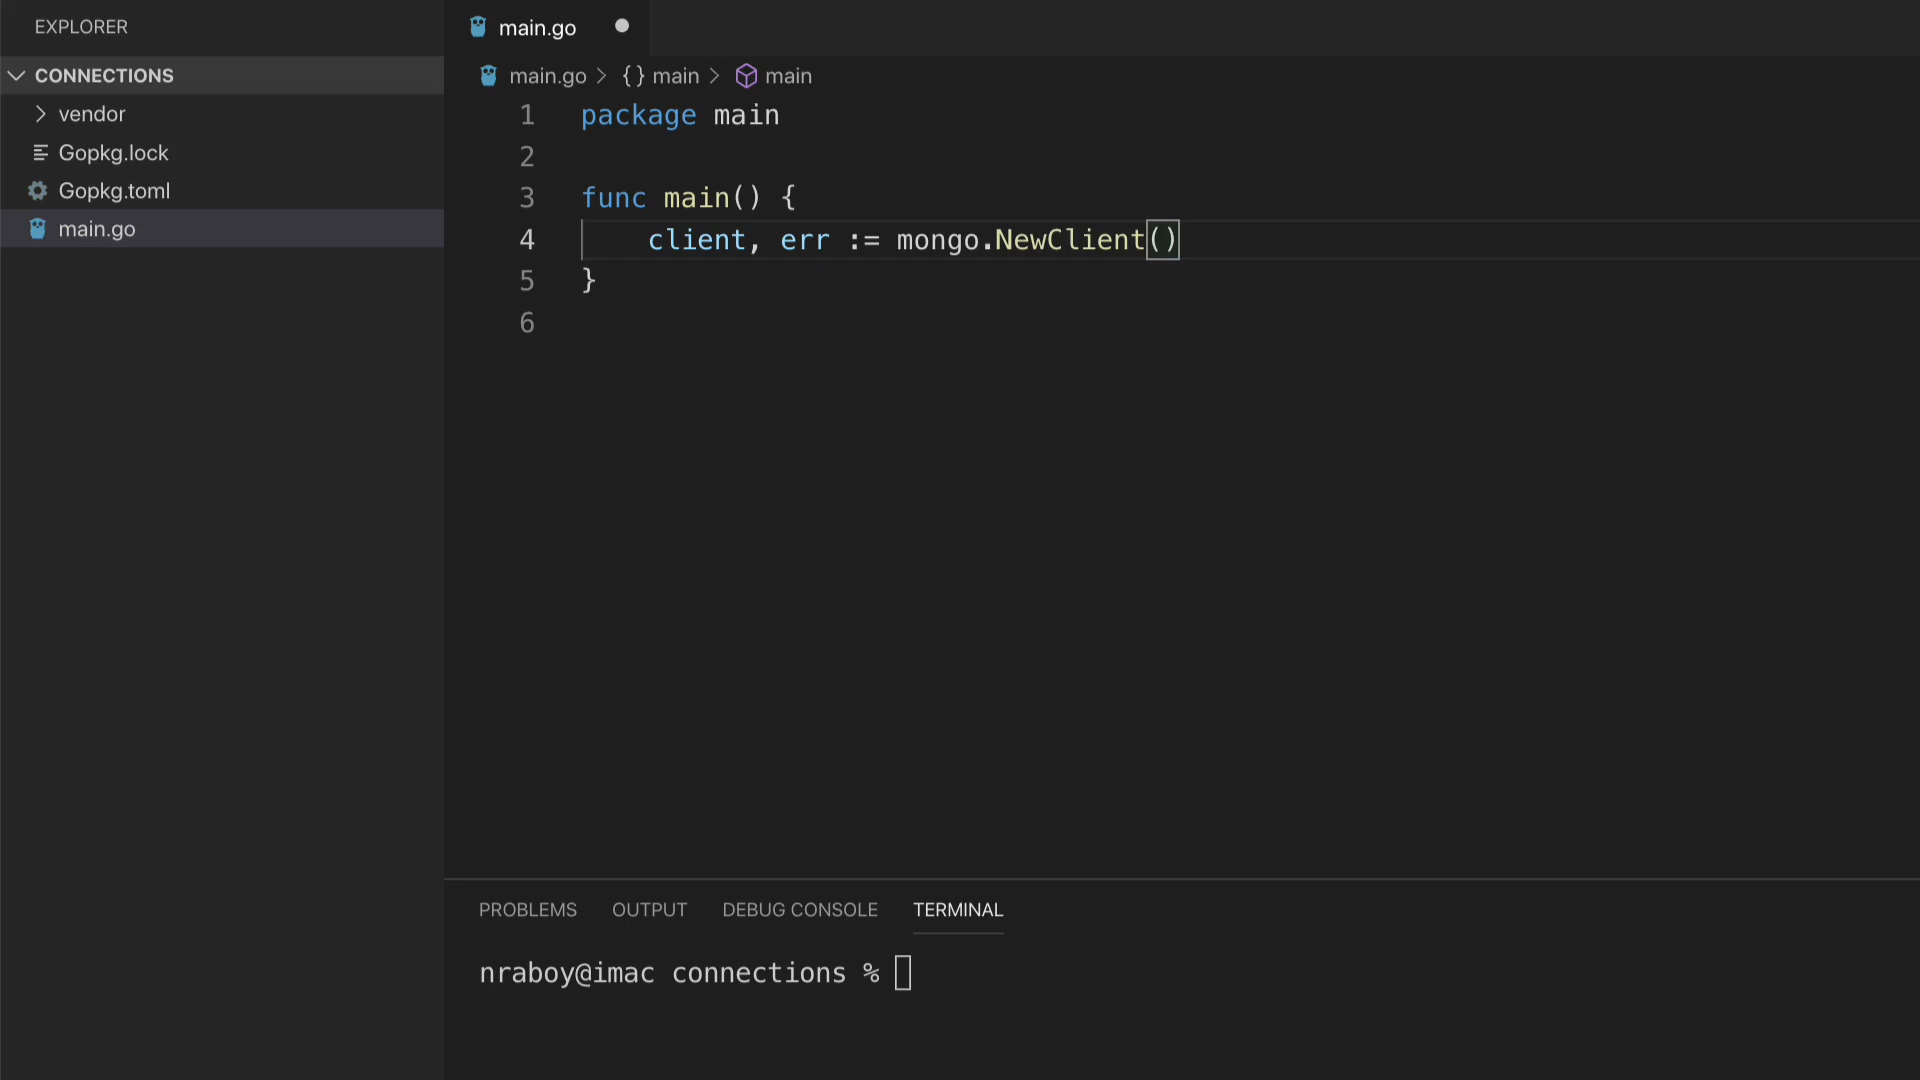 EXPLORER
CONNECTIONS
vendor
Gopkg.lock
Gopkg.toml
main.go
main.go
main.go > {} main > main
1 package main
2
3 func main() {
4 client, err := mongo.NewClient()
5 }
6
PROBLEMS OUTPUT DEBUG CONSOLE TERMINAL
nraboy@imac connections %